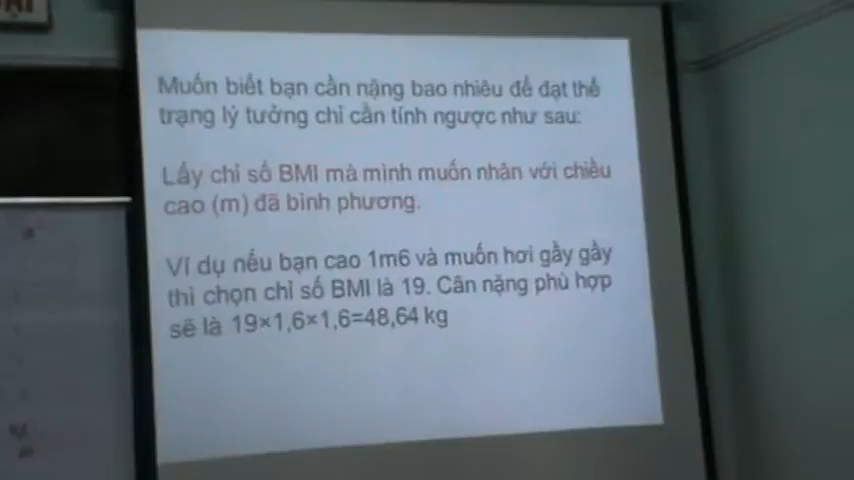 Muốn biết bạn cần nặng bao nhiêu để đạt thể
trạng lý tưởng chỉ cần tính ngược như sau:
Lấy chỉ số BMI mà mình muốn nhân với chiều
cao (m) đã bình phương.
Ví dụ nếu bạn cao 1m6 và muốn hơi gầy gầy
thì chọn chỉ số BMI là 19. Cân nặng phù hợp
sẽ là 19×1,6×1,6=48,64 kg